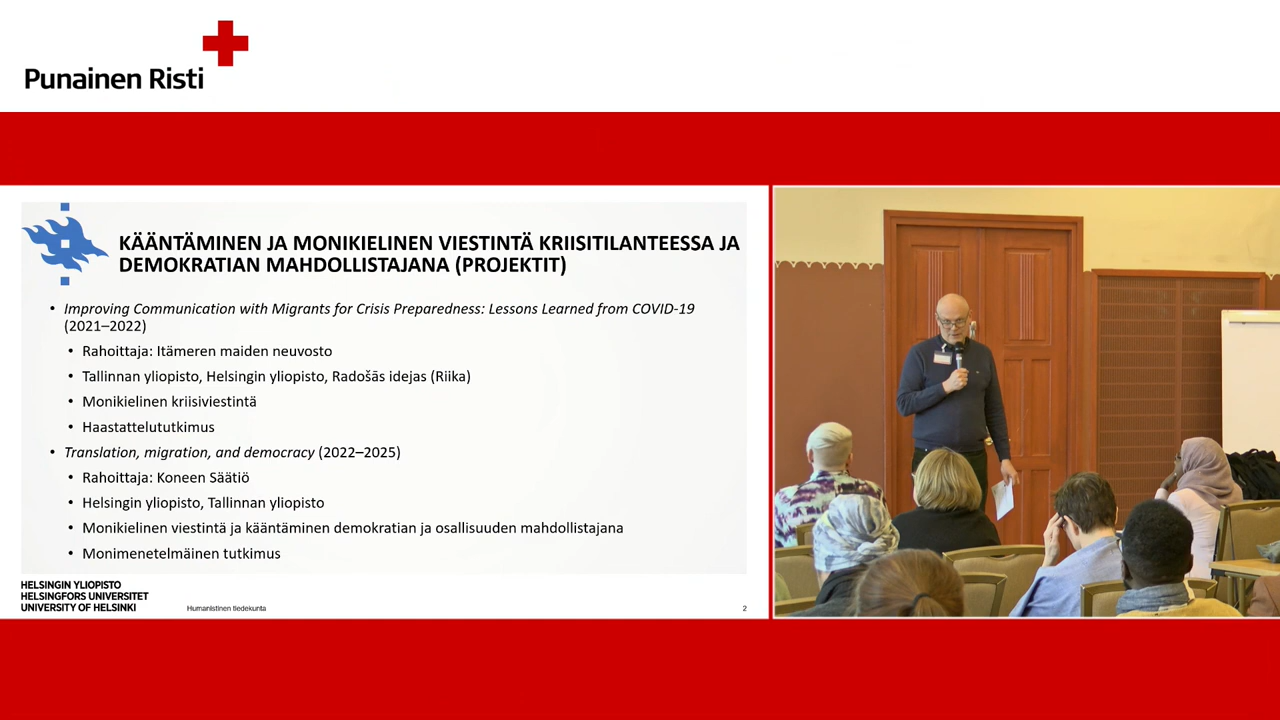 Punainen Risti
KÄÄNTÄMINEN JA MONIKIELINEN VIESTINTÄ KRIISITILANTEESSA JA
DEMOKRATIAN MAHDOLLISTAJANA (PROJEKTIT)
• Improving Communication with Migrants for Crisis Preparedness: Lessons Learned from COVID-19
(2021–2022)
• Rahoittaja: Itämeren maiden neuvosto
• Tallinnan yliopisto, Helsingin yliopisto, Radošās idejas (Riika)
• Monikielinen kriisiviestintä
• Haastattelututkimus
• Translation, migration, and democracy (2022–2025)
• Rahoittaja: Koneen Säätiö
• Helsingin yliopisto, Tallinnan yliopisto
• Monikielinen viestintä ja kääntäminen demokratian ja osallisuuden mahdollistajana
• Monimenetelmäinen tutkimus
HELSINGIN YLIOPISTO
HELSINGFORS UNIVERSITET
UNIVERSITY OF HELSINKI
Humanistinen tiedekunta
2